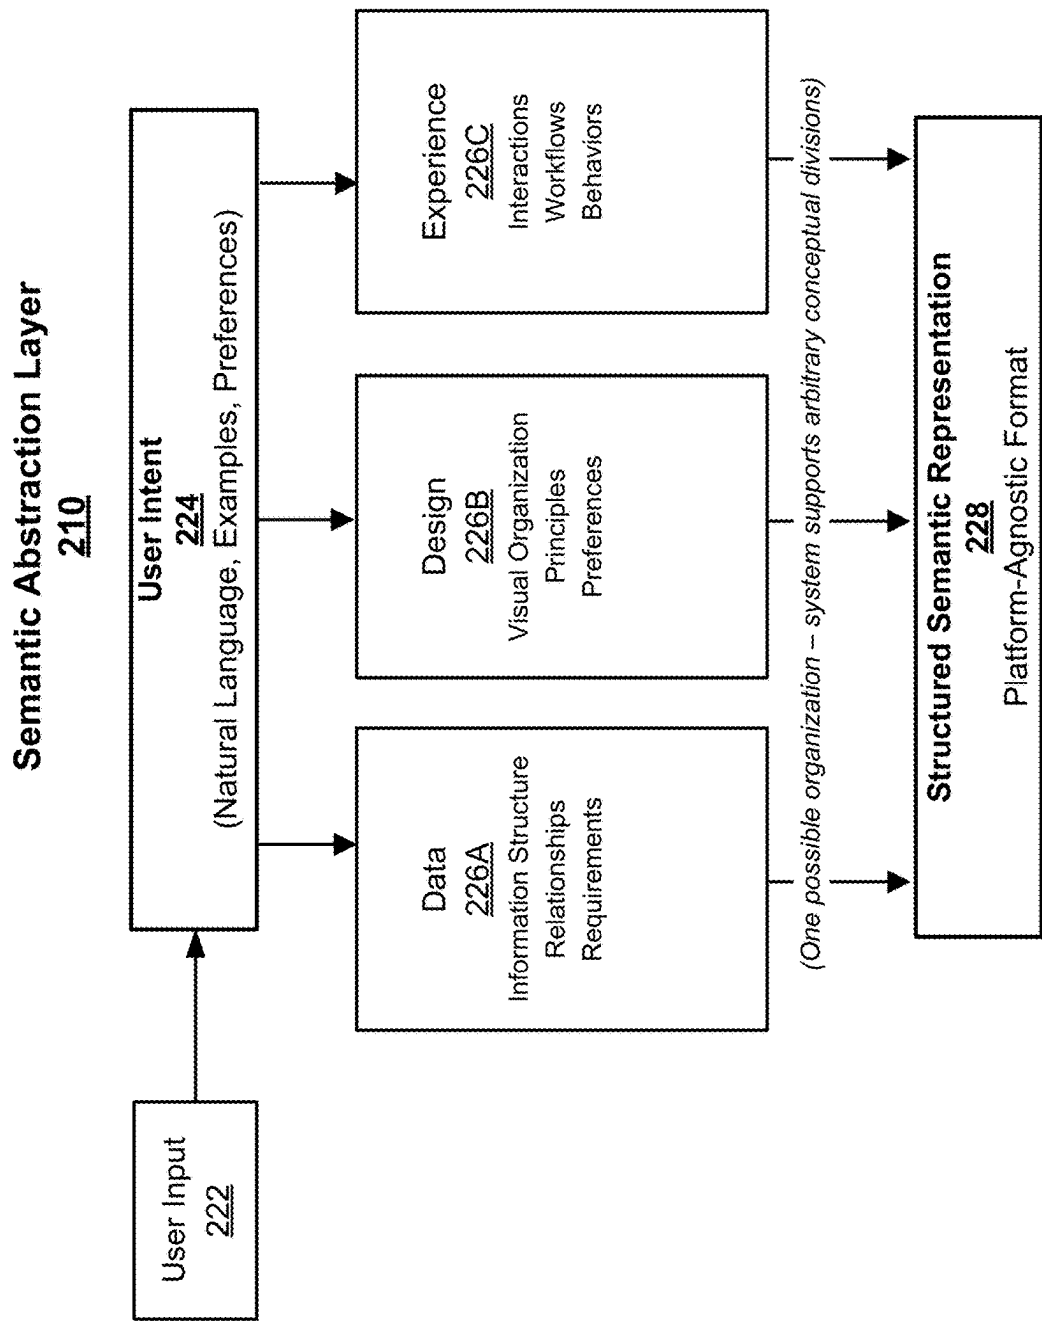 Semantic Abstraction Layer
210
User Input
222
User Intent
224
(Natural Language, Examples, Preferences)
Data
226A
Information Structure
Relationships
Requirements
Design
226B
Visual Organization
Principles
Preferences
Experience
226C
Interactions
Workflows
Behaviors
(One possible organization – system supports arbitrary conceptual divisions)
Structured Semantic Representation
228
Platform-Agnostic Format